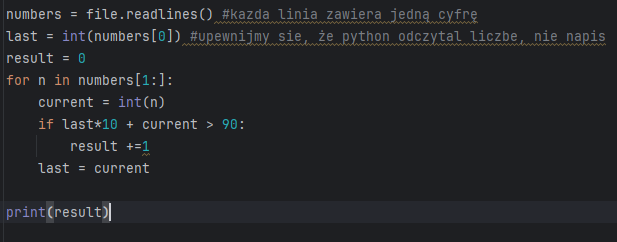 numbers = file.readlines() #kazda linia zawiera jedną cyfrę
last = int(numbers[0]) #upewnijmy sie, że python odczytal liczbe, nie napis
result = 0
for n in numbers[1:]:
    current = int(n)
    if last*10 + current > 90:
        result +=1
    last = current

print(result)